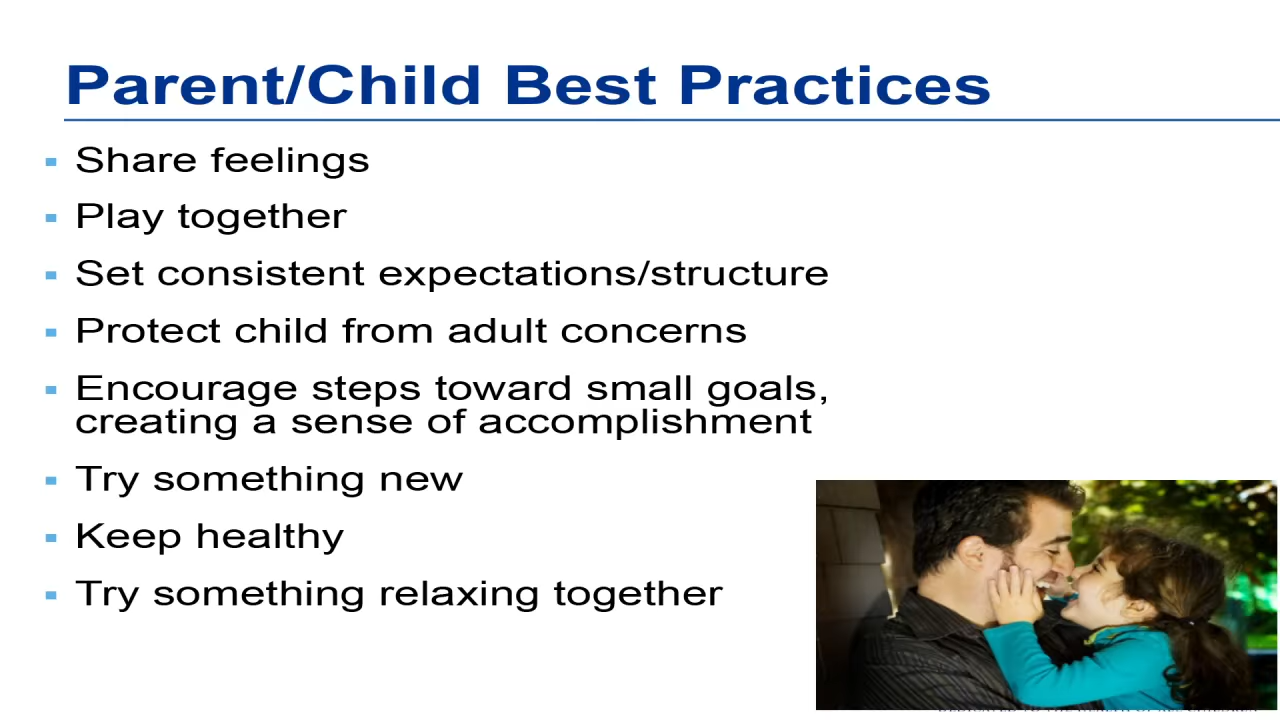 Parent/Child Best Practices
Share feelings
Play together
Set consistent expectations/structure
Protect child from adult concerns
Encourage steps toward small goals,
creating a sense of accomplishment
Try something new
Keep healthy
Try something relaxing together